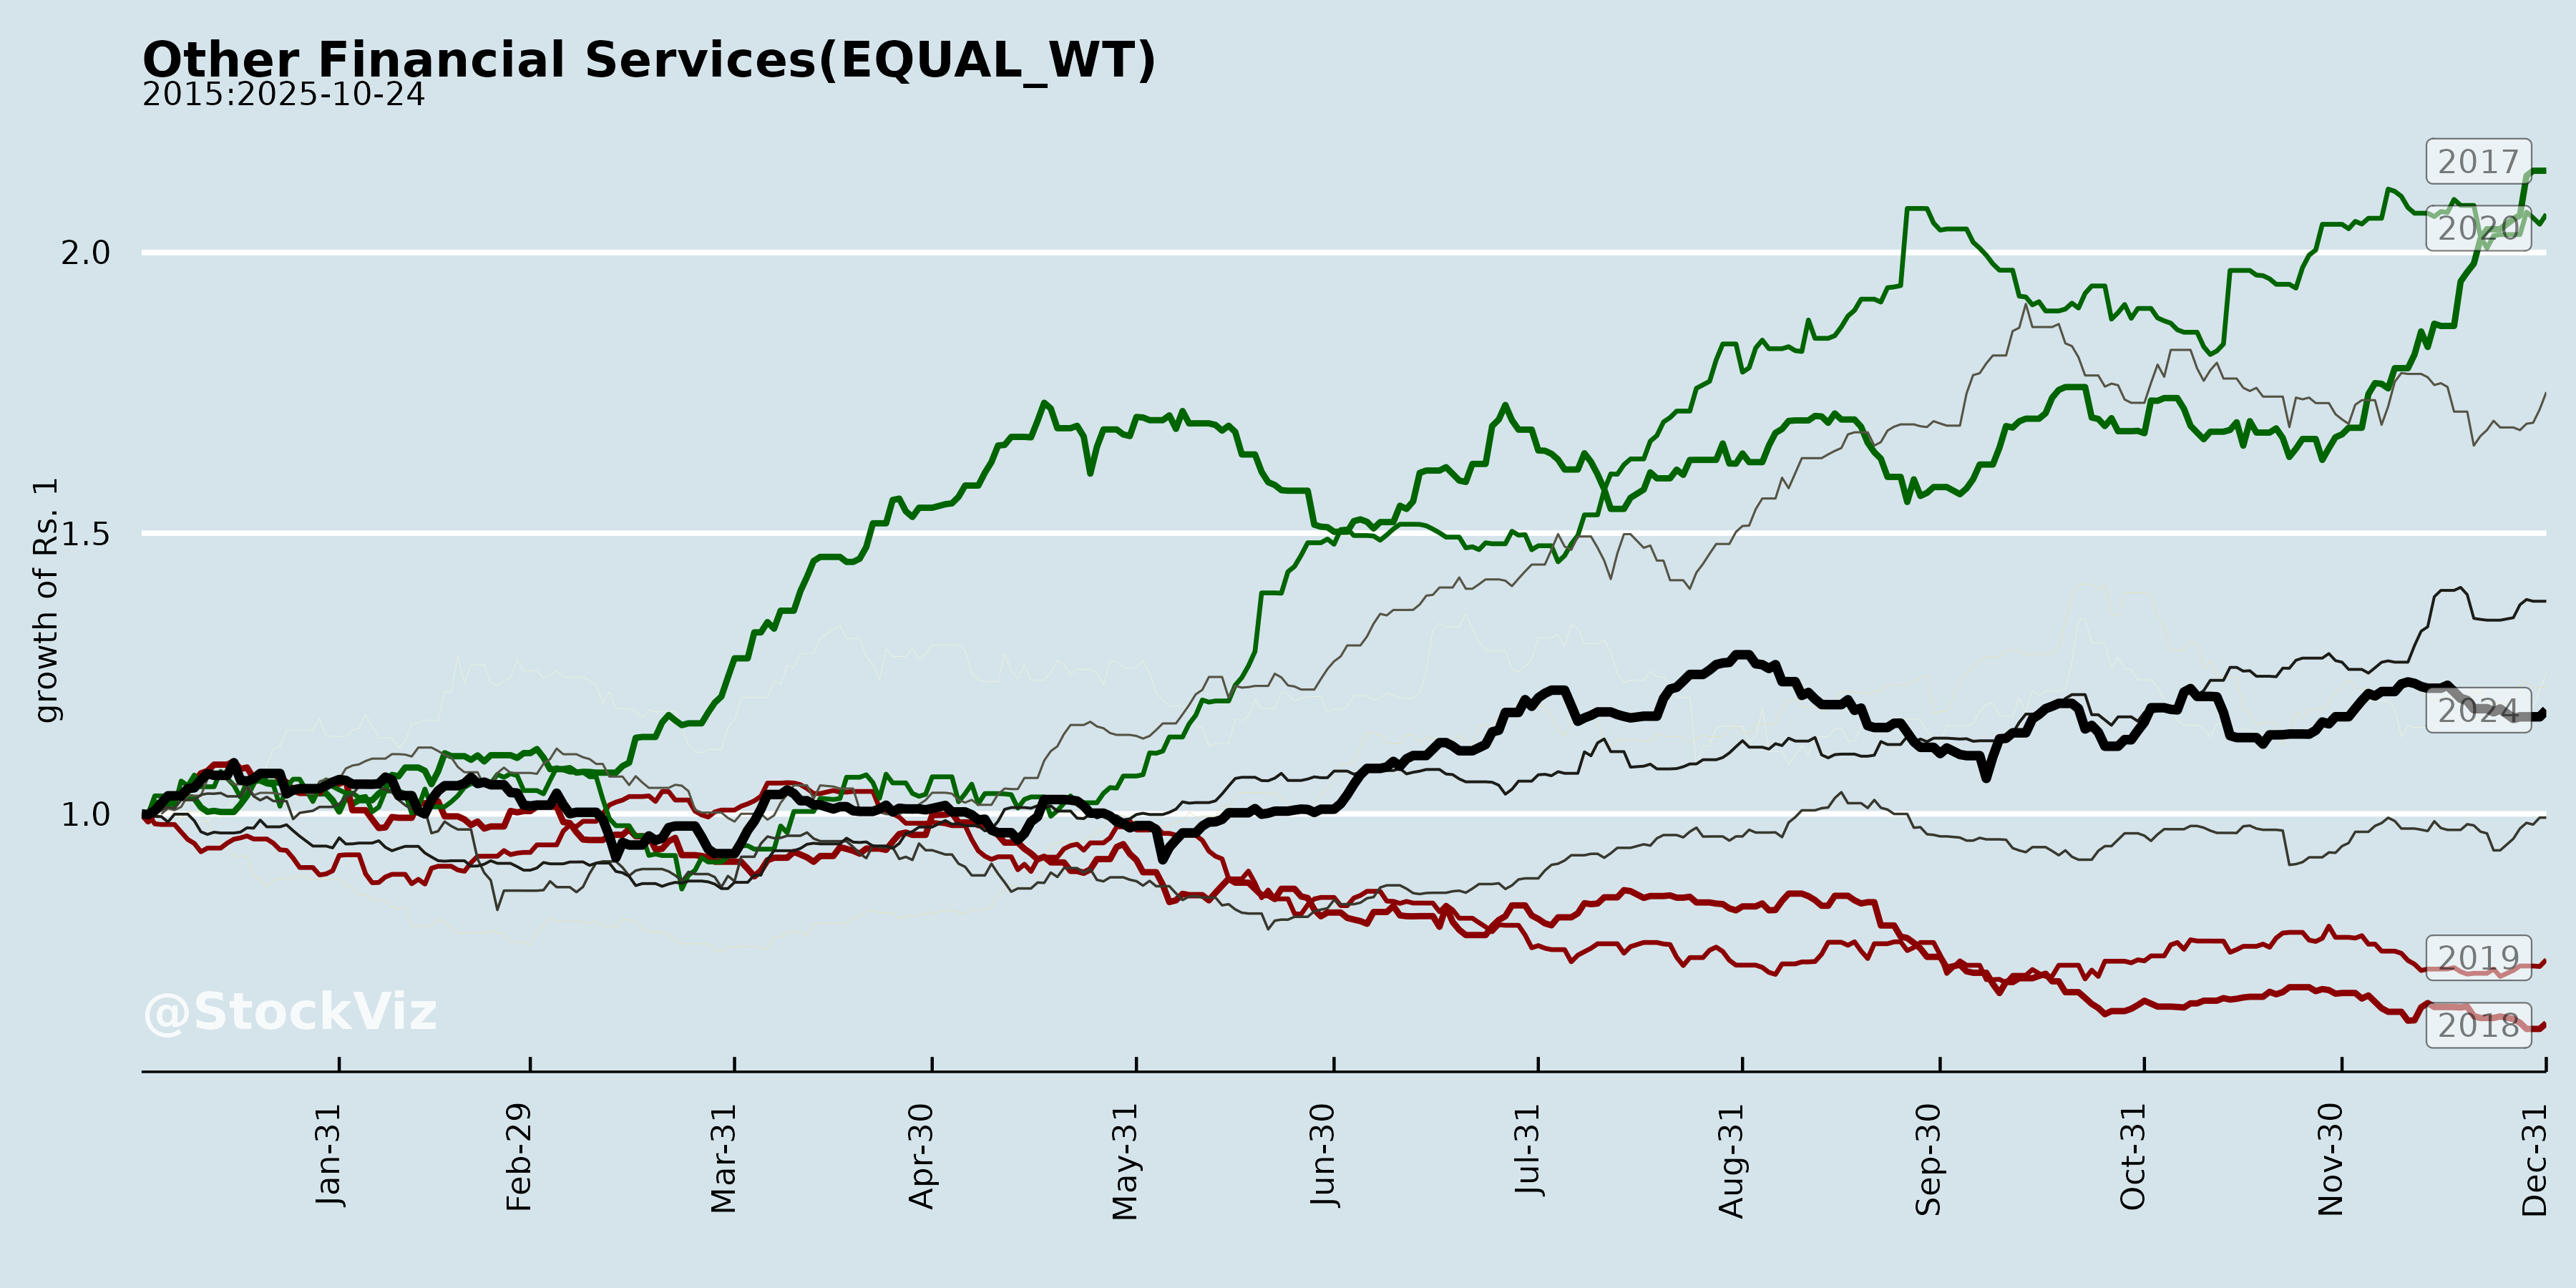 Other Financial Services(EQUAL_WT)
2015:2025-10-24
growth of Rs. 1
2.0
1.5
1.0
2017
2020
2024
2019
2018
@StockViz
Jan-31
Feb-29
Mar-31
Apr-30
May-31
Jun-30
Jul-31
Aug-31
Sep-30
Oct-31
Nov-30
Dec-31